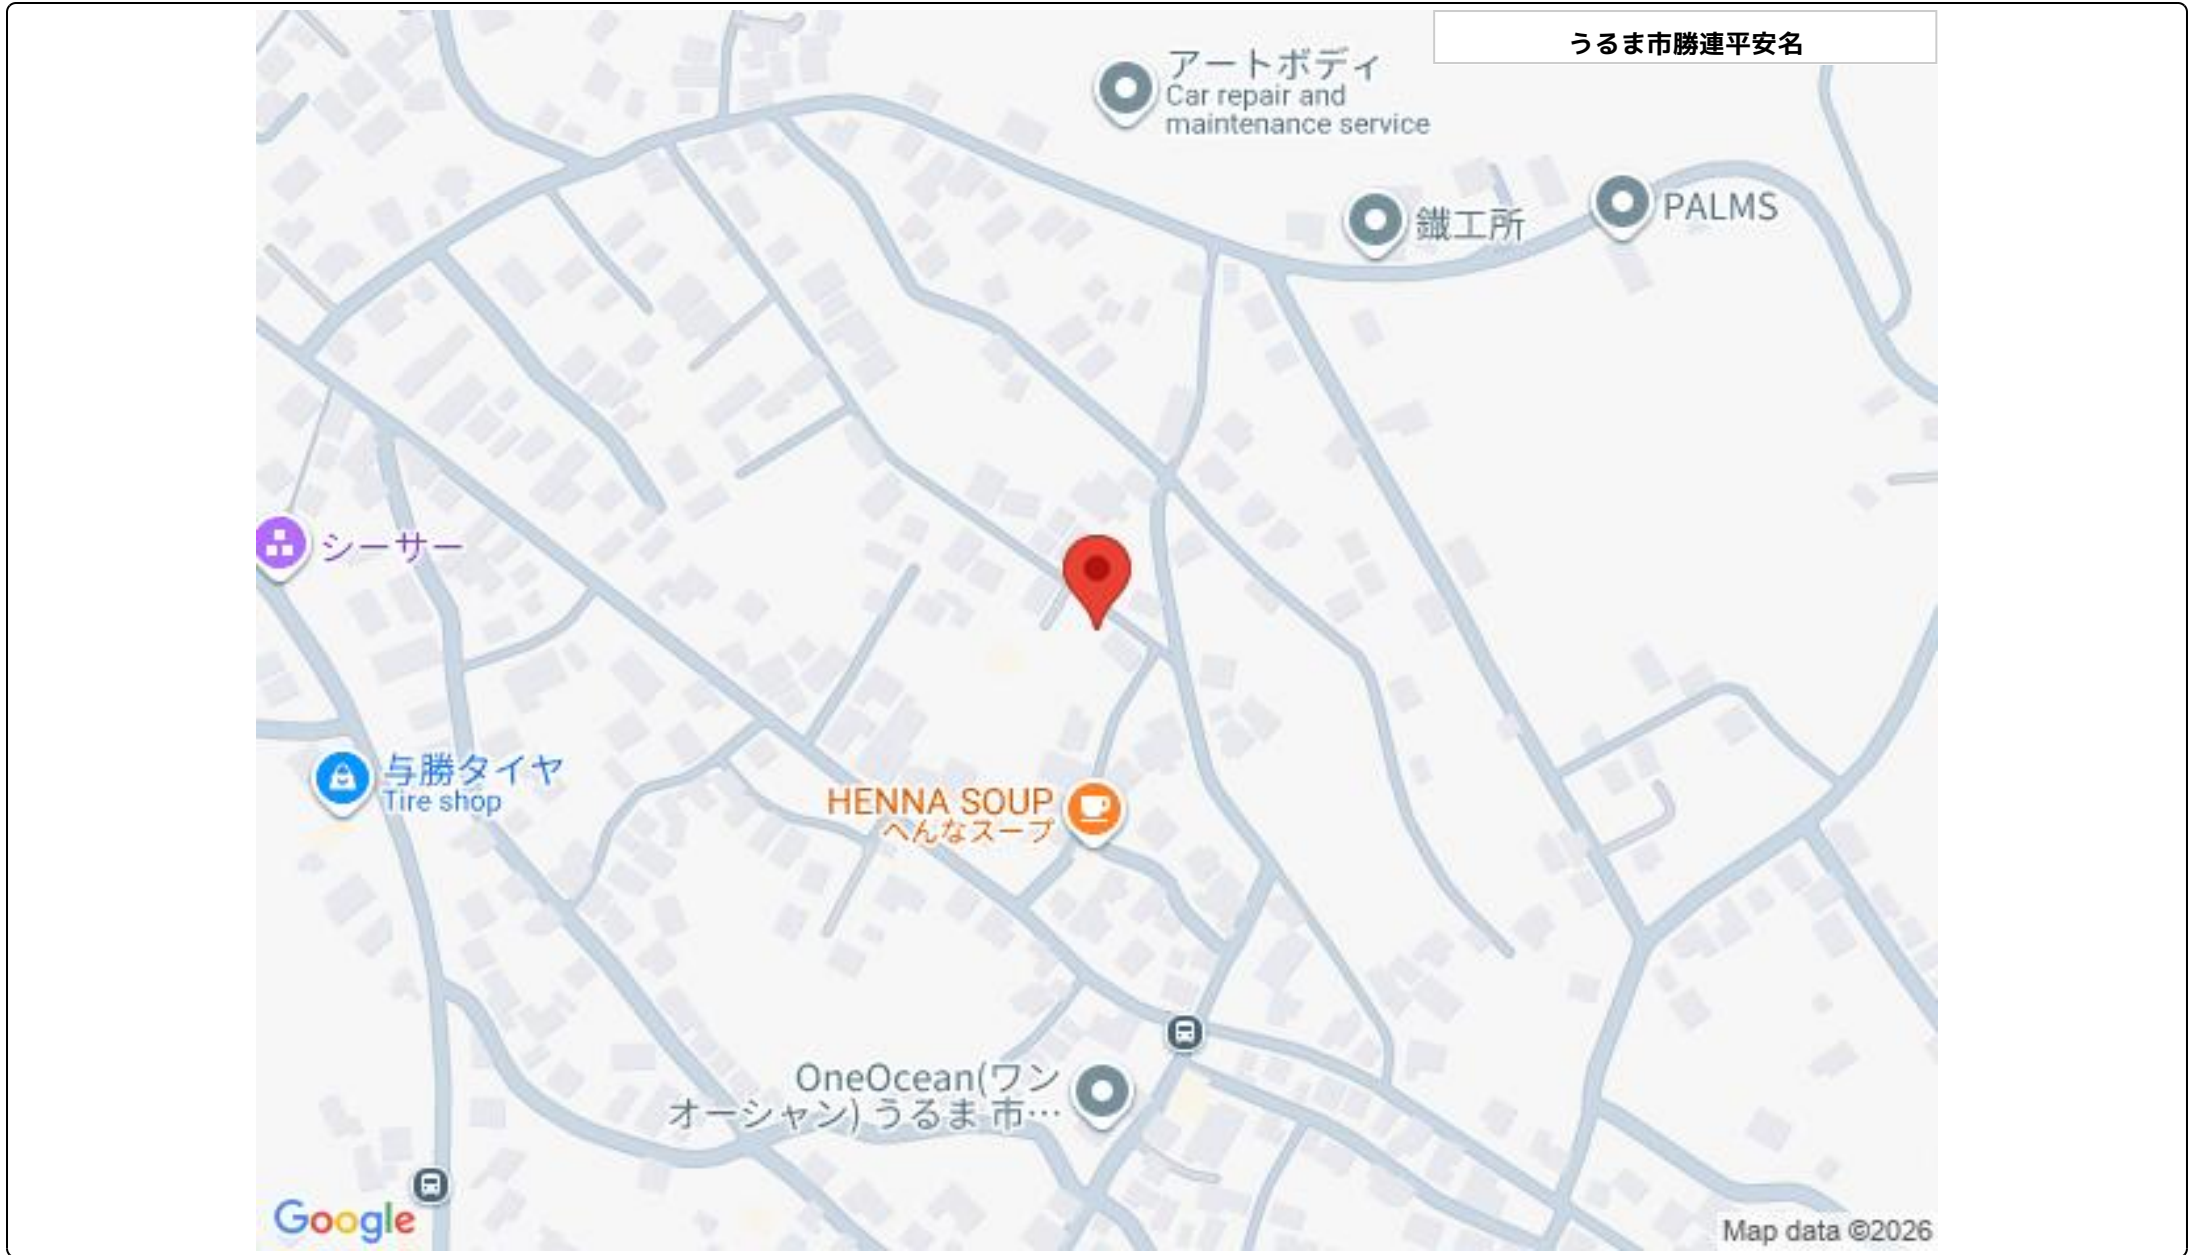 うるま市勝連平安名
アートボディ
Car repair and
maintenance service
鐵工所
PALMS
シーサー
与勝タイヤ
Tire shop
HENNA SOUP
へんなスープ
OneOcean(ワン
オーシャン) うるま 市…
Google
Map data ©2026